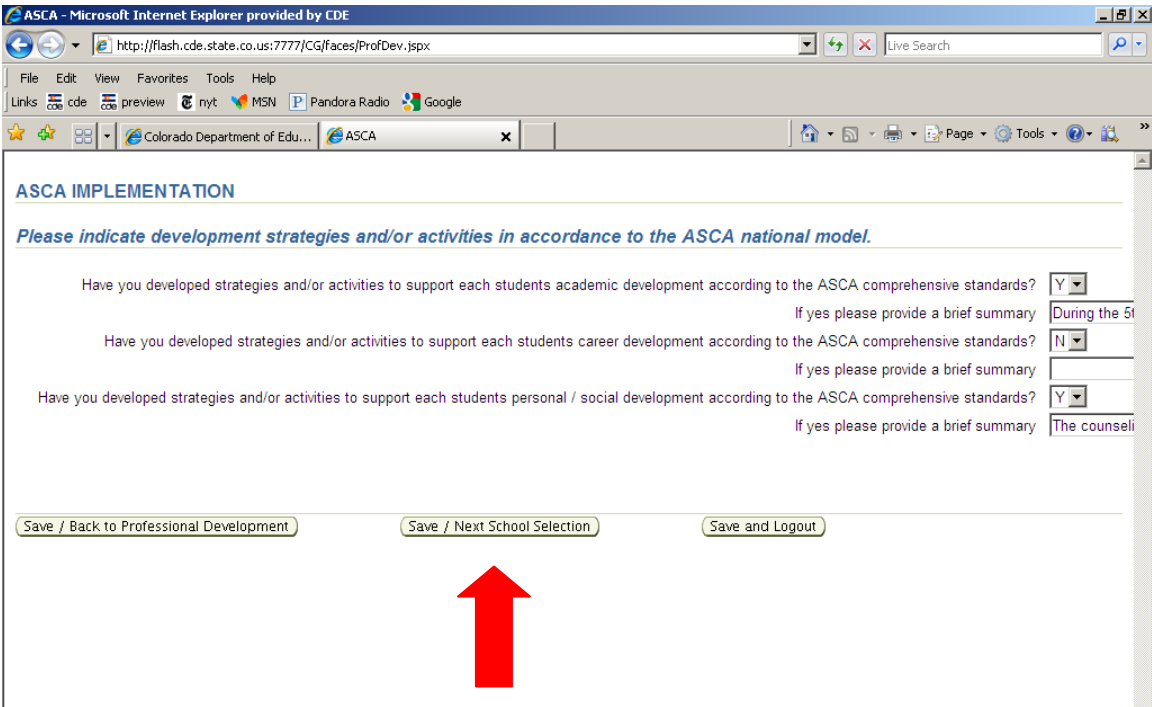 ASCA - Microsoft Internet Explorer provided by CDE
http://flash.cde.state.co.us:7777/CG/faces/ProfDev.jspx Live Search
File Edit View Favorites Tools Help
Links cde preview nyt MSN Pandora Radio Google
Colorado Department of Edu... ASCA Page Tools »
ASCA IMPLEMENTATION
Please indicate development strategies and/or activities in accordance to the ASCA national model.
Have you developed strategies and/or activities to support each students academic development according to the ASCA comprehensive standards? Y
If yes please provide a brief summary During the 5t
Have you developed strategies and/or activities to support each students career development according to the ASCA comprehensive standards? N
If yes please provide a brief summary
Have you developed strategies and/or activities to support each students personal / social development according to the ASCA comprehensive standards? Y
If yes please provide a brief summary The counseli
Save / Back to Professional Development Save / Next School Selection Save and Logout